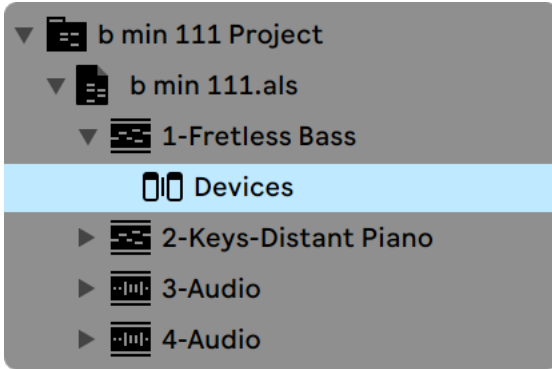 b min 111 Project
b min 111.als
1-Fretless Bass
Devices
2-Keys-Distant Piano
3-Audio
4-Audio